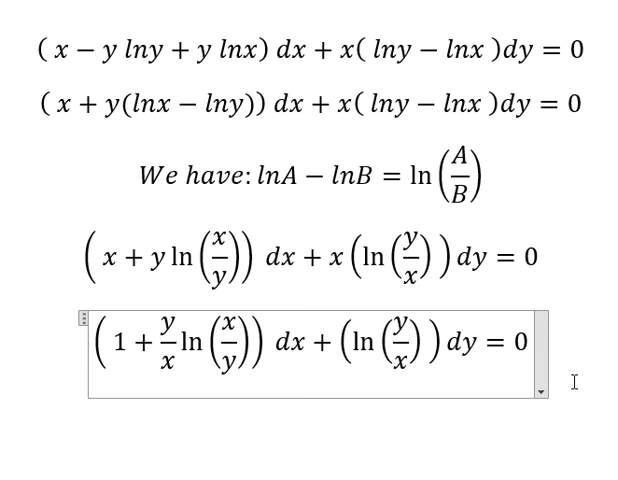 ( x − y lny + y lnx) dx + x( lny − lnx )dy = 0
( x + y(lnx − lny)) dx + x( lny − lnx )dy = 0
We have: lnA − lnB = ln(A/B)
( x + y ln(x/y)) dx + x (ln(y/x) ) dy = 0
( 1 + y/x ln(x/y)) dx + (ln(y/x) ) dy = 0